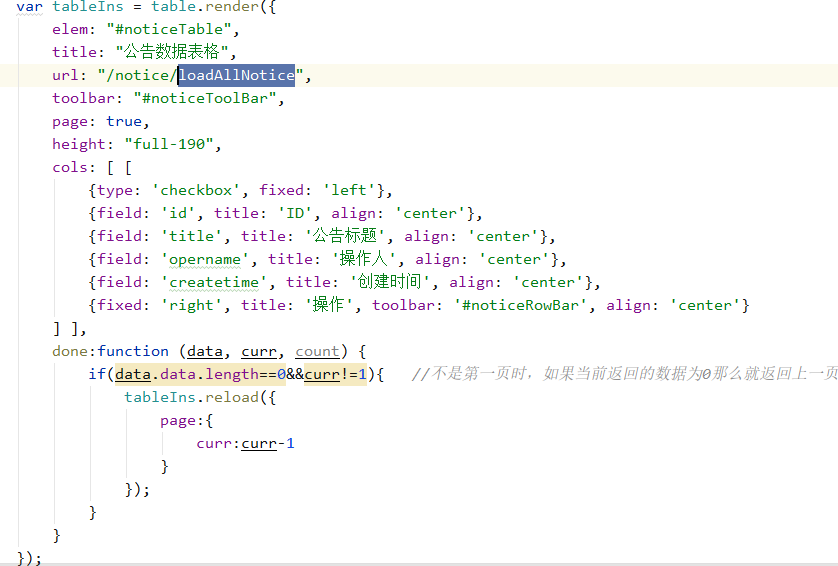 var tableIns = table.render({
elem: "#noticeTable",
title: "公告数据表格",
url: "/notice/loadAllNotice",
toolbar: "#noticeToolBar",
page: true,
height: "full-190",
cols: [ [
{type: 'checkbox', fixed: 'left'},
{field: 'id', title: 'ID', align: 'center'},
{field: 'title', title: '公告标题', align: 'center'},
{field: 'opername', title: '操作人', align: 'center'},
{field: 'createtime', title: '创建时间', align: 'center'},
{fixed: 'right', title: '操作', toolbar: '#noticeRowBar', align: 'center'}
] ],
done:function (data, curr, count) {
if(data.data.length==0&&curr!=1){ //不是第一页时，如果当前返回的数据为0那么就返回上一页
tableIns.reload({
page:{
curr:curr-1
}
});
}
}
});